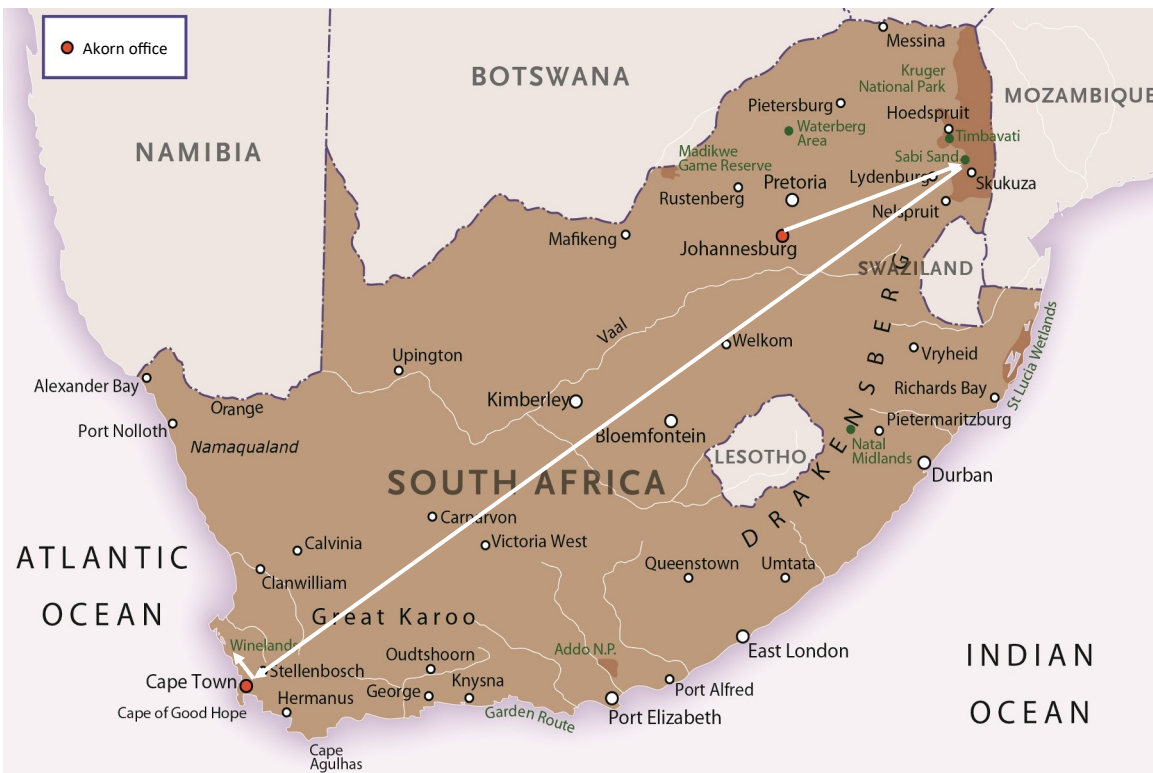 Akorn office
Messina
BOTSWANA
Kruger
National Park
MOZAMBIQUE
Pietersburg
Hoedspruit
Waterberg
Area
Timbavati
NAMIBIA
Madikwe
Game Reserve
Sabi Sand
Lydenburg
Skukuza
Pretoria
Rustenberg
Nelspruit
Mafikeng
Johannesburg
SWAZILAND
Vaal
Welkom
Vryheid
St Lucia Wetlands
Upington
Alexander Bay
Richards Bay
Orange
Kimberley
Port Nolloth
Namaqualand
Bloemfontein
Pietermaritzburg
LESOTHO
Natal
Midlands
Durban
SOUTH AFRICA
DRAKENSBERG
Carnarvon
Victoria West
Calvinia
ATLANTIC
OCEAN
Clanwilliam
Queenstown
Umtata
Great Karoo
Winelands
Oudtshoorn
Addo N.P.
East London
INDIAN
OCEAN
Stellenbosch
Cape Town
George
Knysna
Port Alfred
Hermanus
Cape of Good Hope
Garden Route
Port Elizabeth
Cape
Agulhas